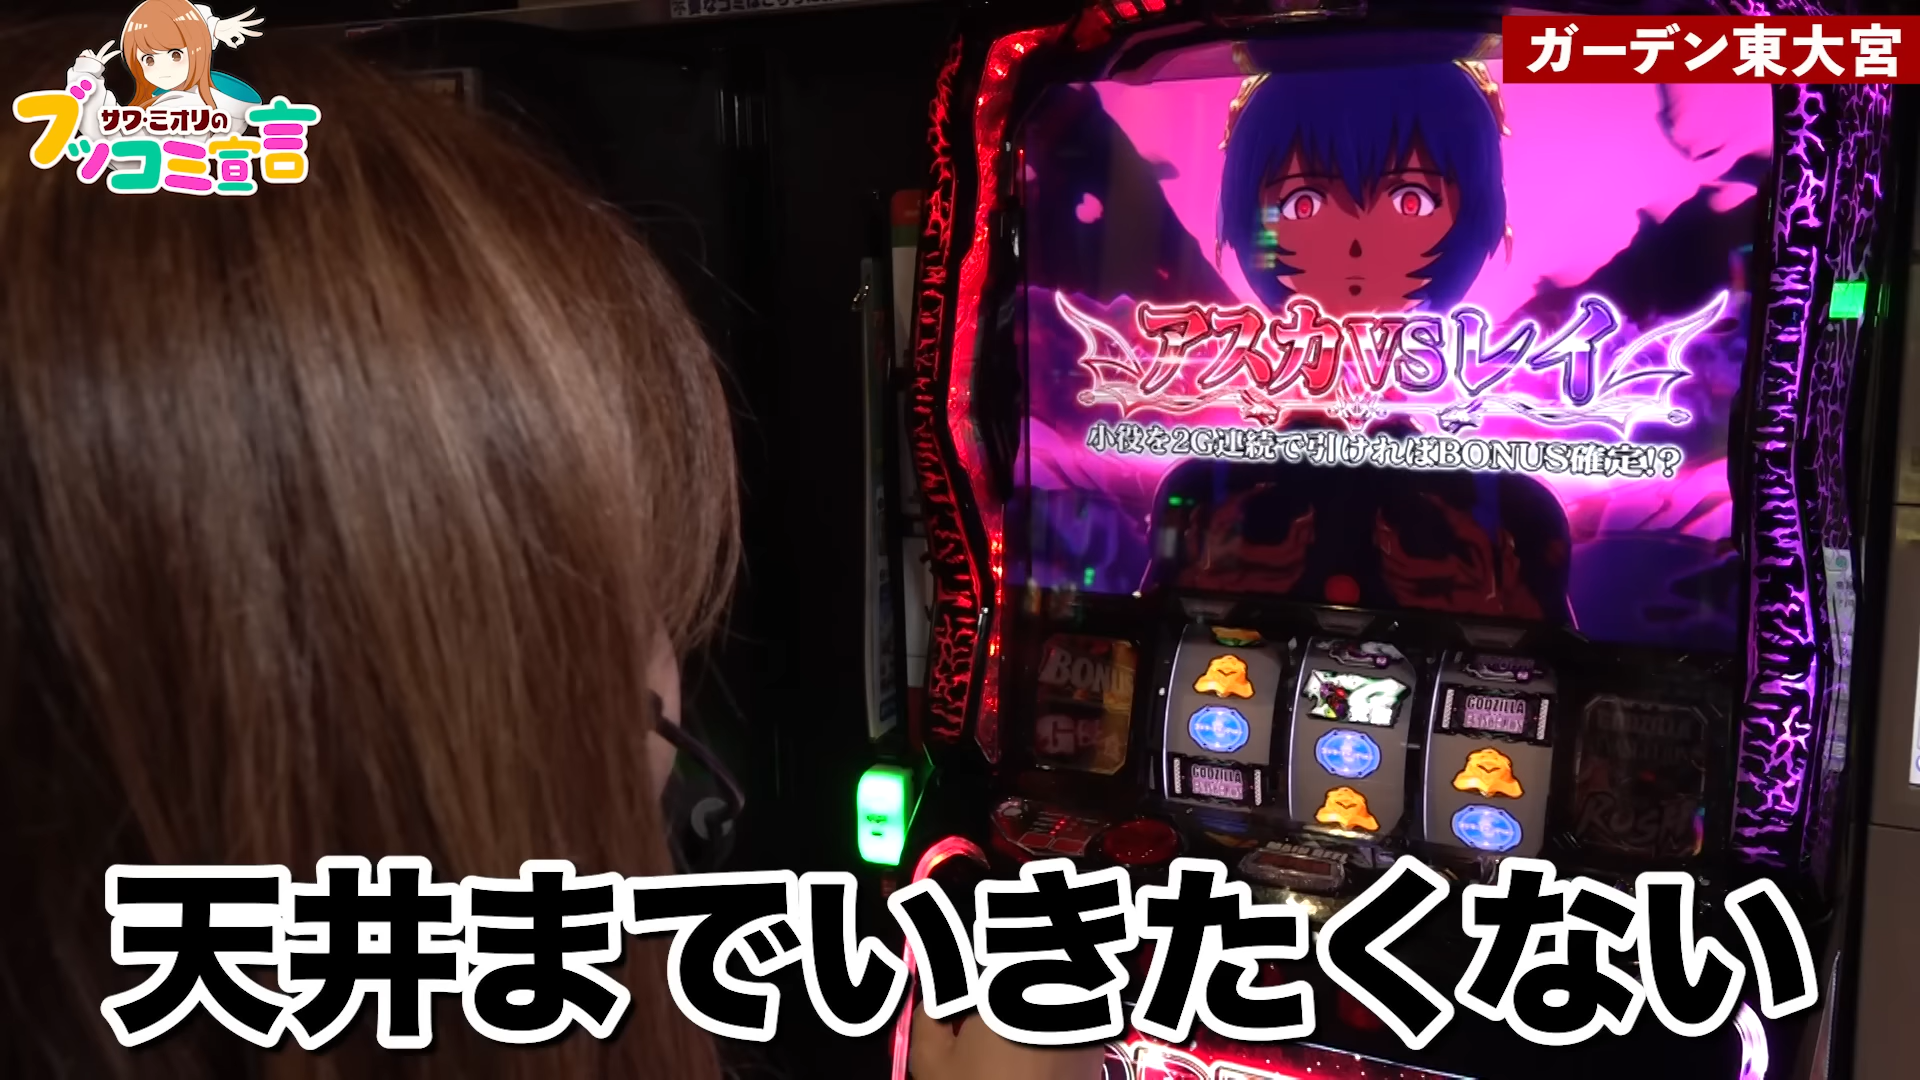 サワ・ミオリの
ブッコミ宣言
ガーデン東大宮
アスカVSレイ
小役を2G連続で引ければBONUS確定!?
BONUS
GODZILLA
GODZILLA
RUSH
天井までいきたくない